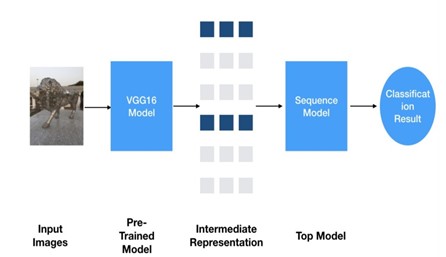 VGG16
Model
Sequence
Model
Classificat
ion
Result
Input
Images
Pre-
Trained
Model
Intermediate
Representation
Top Model